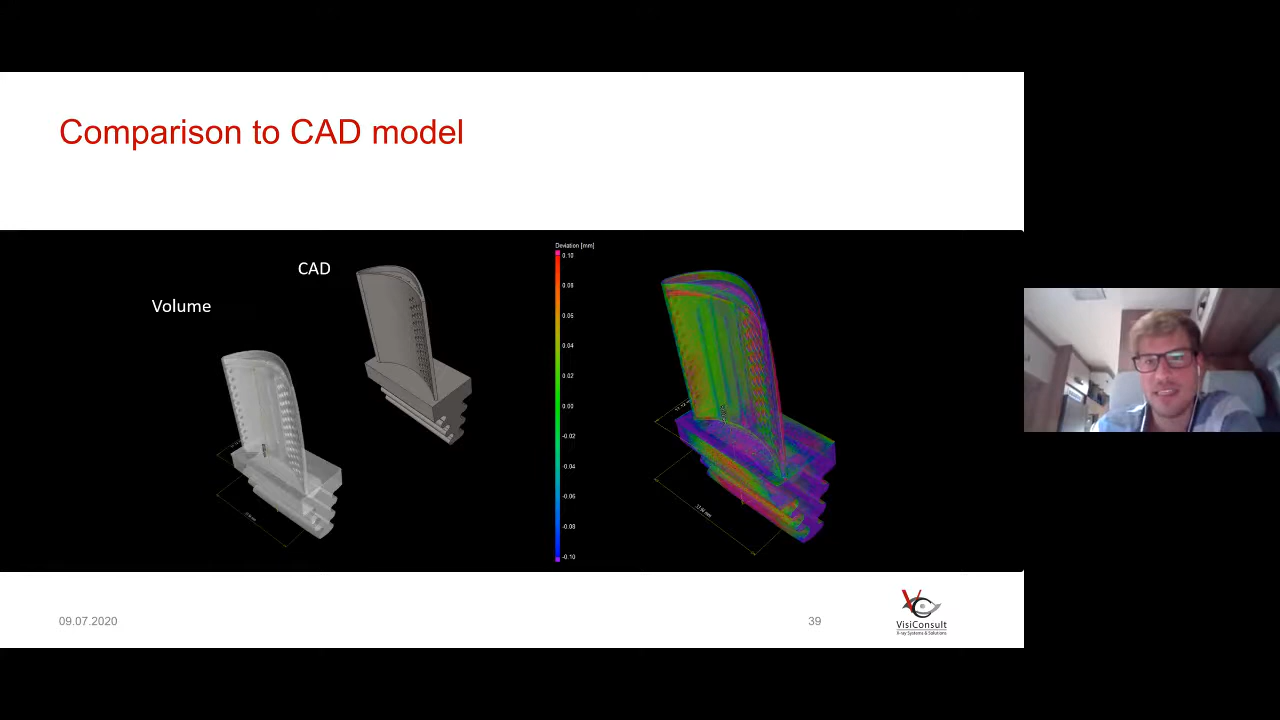 Comparison to CAD model
CAD
Volume
Deviation [mm]
0.10
0.08
0.05
0.04
0.02
0.00
-0.02
-0.04
-0.06
-0.08
-0.10
09.07.2020
39
VisiConsult
X-ray Systems & Solutions